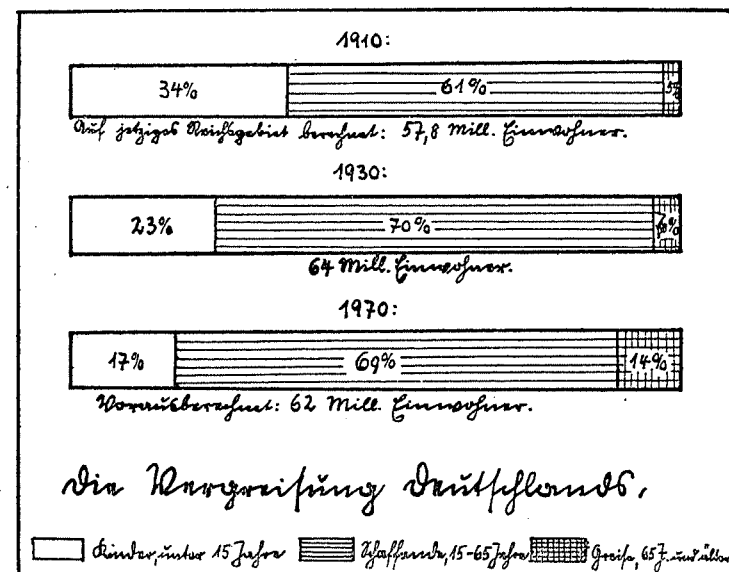 1910:
34% 61% 5%
Auf jetziges Reichsgebiet berechnet: 57,8 Mill. Einwohner.
1930:
23% 70% 7%
64 Mill. Einwohner.
1970:
17% 69% 14%
Vorausberechnet: 62 Mill. Einwohner.
Die Vergreisung Deutschlands.
Kinder, unter 15 Jahre Schaffende, 15-65 Jahre Greise, 65 J. und älter